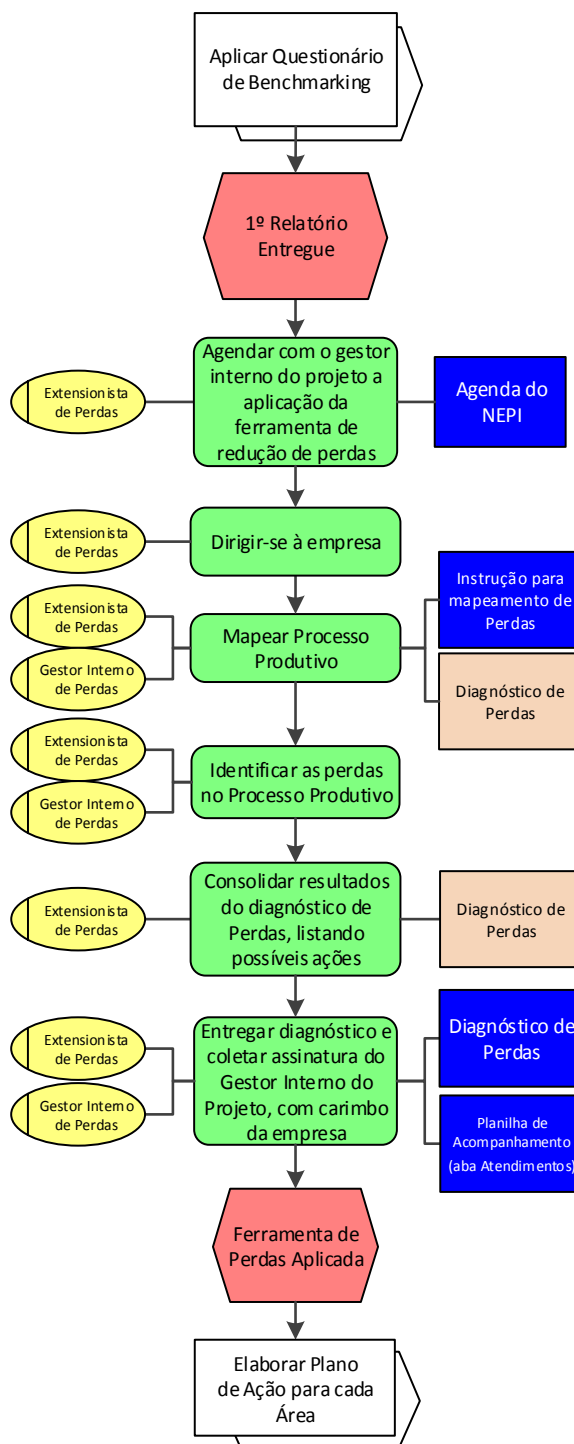 Aplicar Questionário
de Benchmarking
1º Relatório
Entregue
Extensionista
de Perdas
Agendar com o gestor
interno do projeto a
aplicação da
ferramenta de
redução de perdas
Agenda do
NEPI
Extensionista
de Perdas
Dirigir-se à empresa
Extensionista
de Perdas
Gestor Interno
de Perdas
Mapear Processo
Produtivo
Instrução para
mapeamento de
Perdas
Diagnóstico de
Perdas
Extensionista
de Perdas
Gestor Interno
de Perdas
Identificar as perdas
no Processo Produtivo
Extensionista
de Perdas
Consolidar resultados
do diagnóstico de
Perdas, listando
possíveis ações
Diagnóstico de
Perdas
Extensionista
de Perdas
Gestor Interno
de Perdas
Entregar diagnóstico e
coletar assinatura do
Gestor Interno do
Projeto, com carimbo
da empresa
Diagnóstico de
Perdas
Planilha de
Acompanhamento
(aba Atendimentos)
Ferramenta de
Perdas Aplicada
Elaborar Plano
de Ação para cada
Área